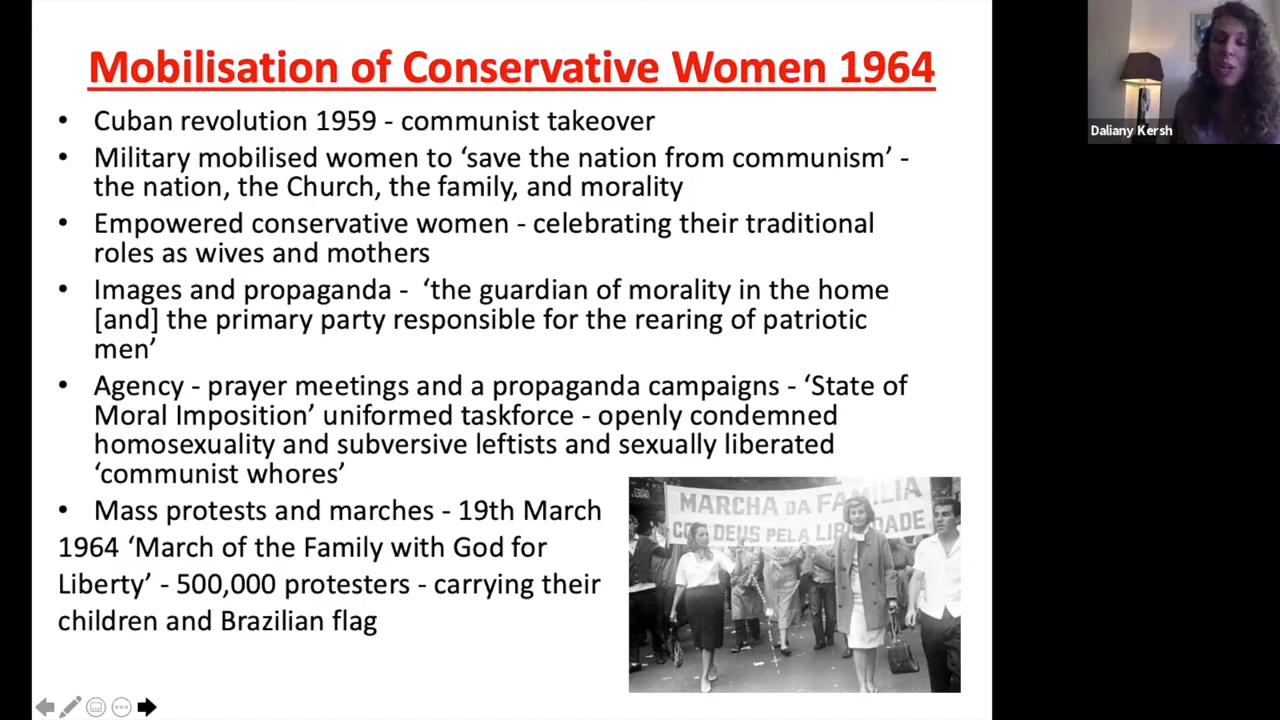 Mobilisation of Conservative Women 1964
• Cuban revolution 1959 - communist takeover
• Military mobilised women to ‘save the nation from communism’ -
the nation, the Church, the family, and morality
• Empowered conservative women - celebrating their traditional
roles as wives and mothers
• Images and propaganda - ‘the guardian of morality in the home
[and] the primary party responsible for the rearing of patriotic
men’
• Agency - prayer meetings and a propaganda campaigns - ‘State of
Moral Imposition’ uniformed taskforce - openly condemned
homosexuality and subversive leftists and sexually liberated
‘communist whores’
• Mass protests and marches - 19th March
1964 ‘March of the Family with God for
Liberty’ - 500,000 protesters - carrying their
children and Brazilian flag
MARCHA DA FAMILIA
DEUS PELA
Daliany Kersh